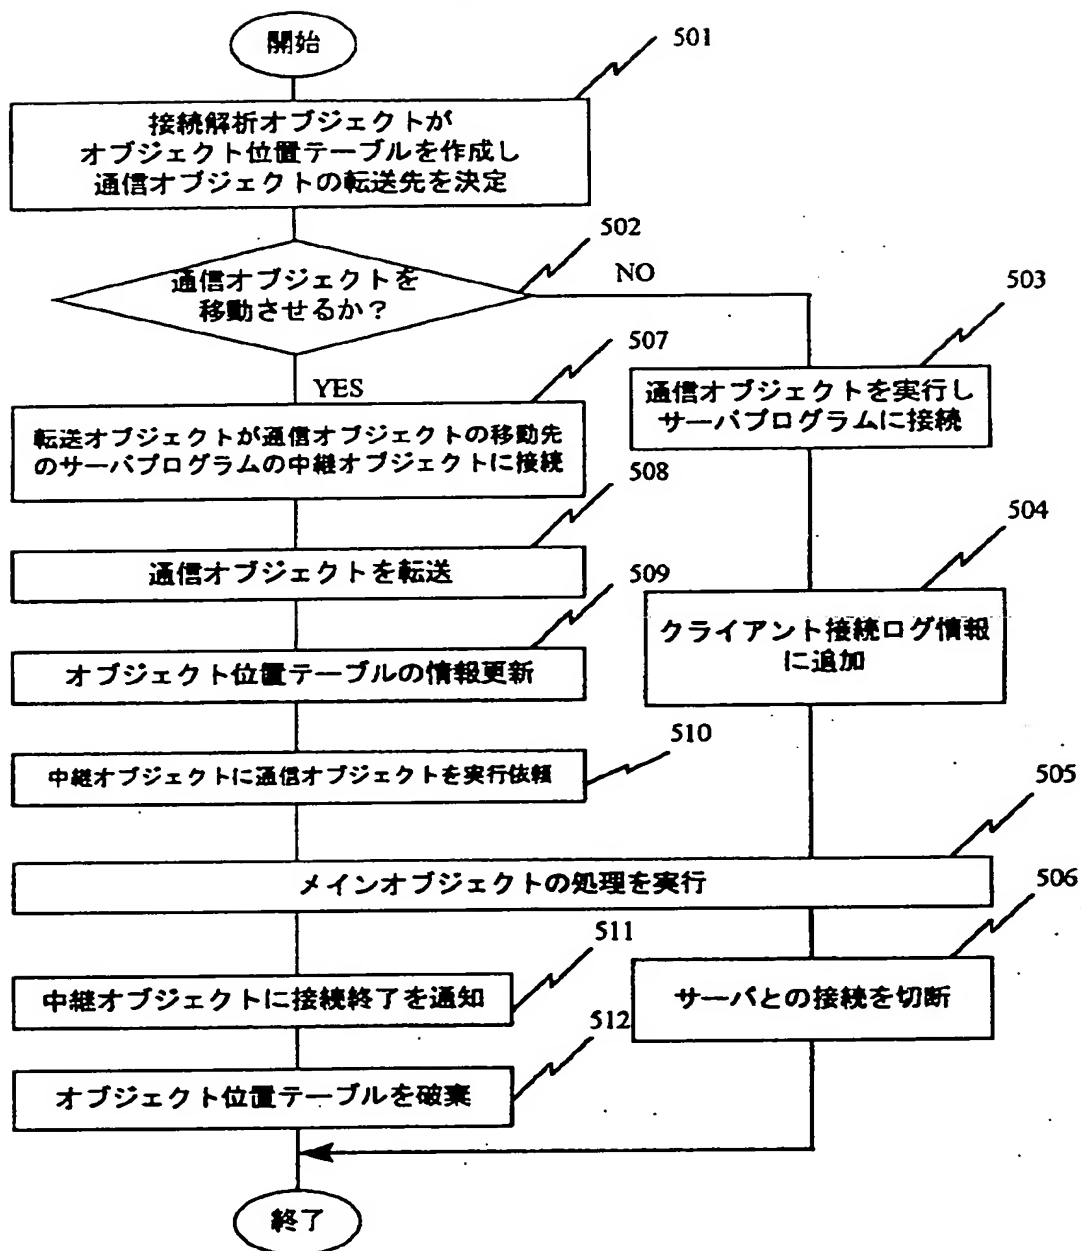 開始
501
接続解析オブジェクトが
オブジェクト位置テーブルを作成し
通信オブジェクトの転送先を決定
502
通信オブジェクトを
移動させるか?
NO
503
通信オブジェクトを実行し
サーバプログラムに接続
YES
507
転送オブジェクトが通信オブジェクトの移動先
のサーバプログラムの中継オブジェクトに接続
508
通信オブジェクトを転送
504
クライアント接続ログ情報
に追加
509
オブジェクト位置テーブルの情報更新
510
中継オブジェクトに通信オブジェクトを実行依頼
505
メインオブジェクトの処理を実行
506
サーバとの接続を切断
511
中継オブジェクトに接続終了を通知
512
オブジェクト位置テーブルを破棄
終了